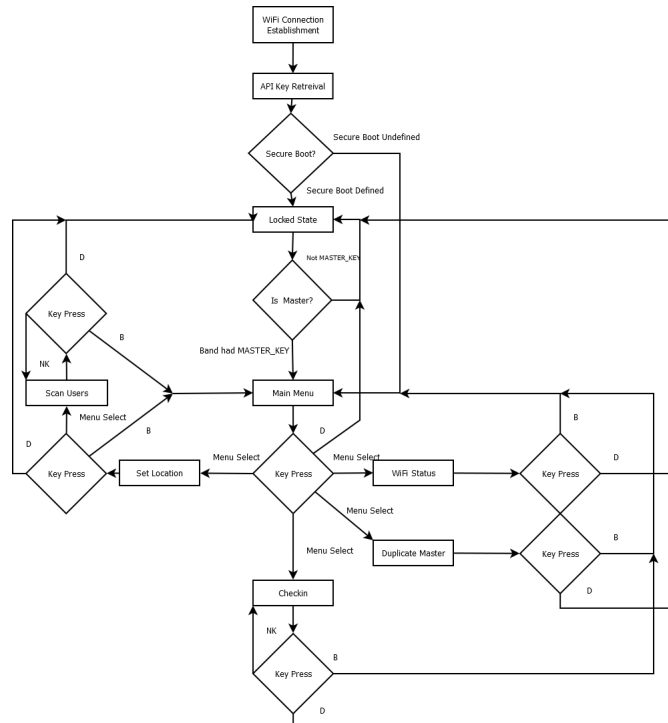 WiFi Connection
Establishment
API Key Retreival
Secure Boot Undefined
Secure Boot?
Secure Boot Defined
Locked State
D
Not MASTER_KEY
Is Master?
Key Press
B
Band had MASTER_KEY
NK
Scan Users
Main Menu
Menu Select
B
D
B
D
Menu Select
Menu Select
D
Key Press
Set Location
Key Press
WiFi Status
Key Press
Menu Select
B
Menu Select
Duplicate Master
Key Press
D
Checkin
NK
B
Key Press
D